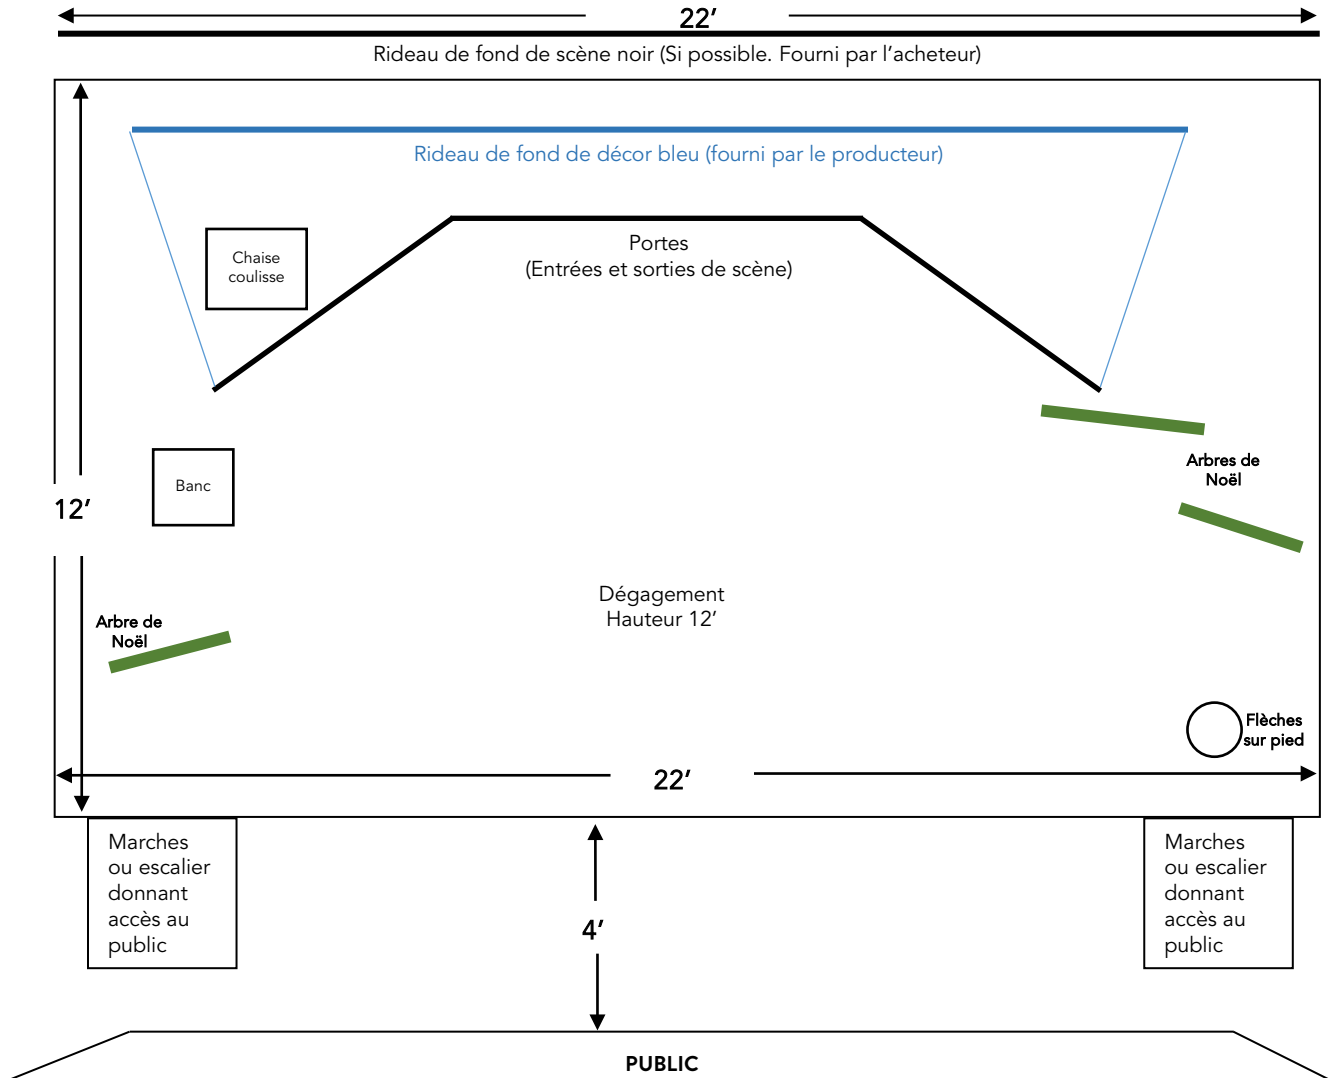 22’
Rideau de fond de scène noir (Si possible. Fourni par l’acheteur)
Rideau de fond de décor bleu (fourni par le producteur)
Portes
(Entrées et sorties de scène)
Chaise
coulisse
Arbres de
Noël
Banc
12’
Dégagement
Hauteur 12’
Arbre de
Noël
Flèches
sur pied
22’
Marches
ou escalier
donnant
accès au
public
Marches
ou escalier
donnant
accès au
public
4’
PUBLIC